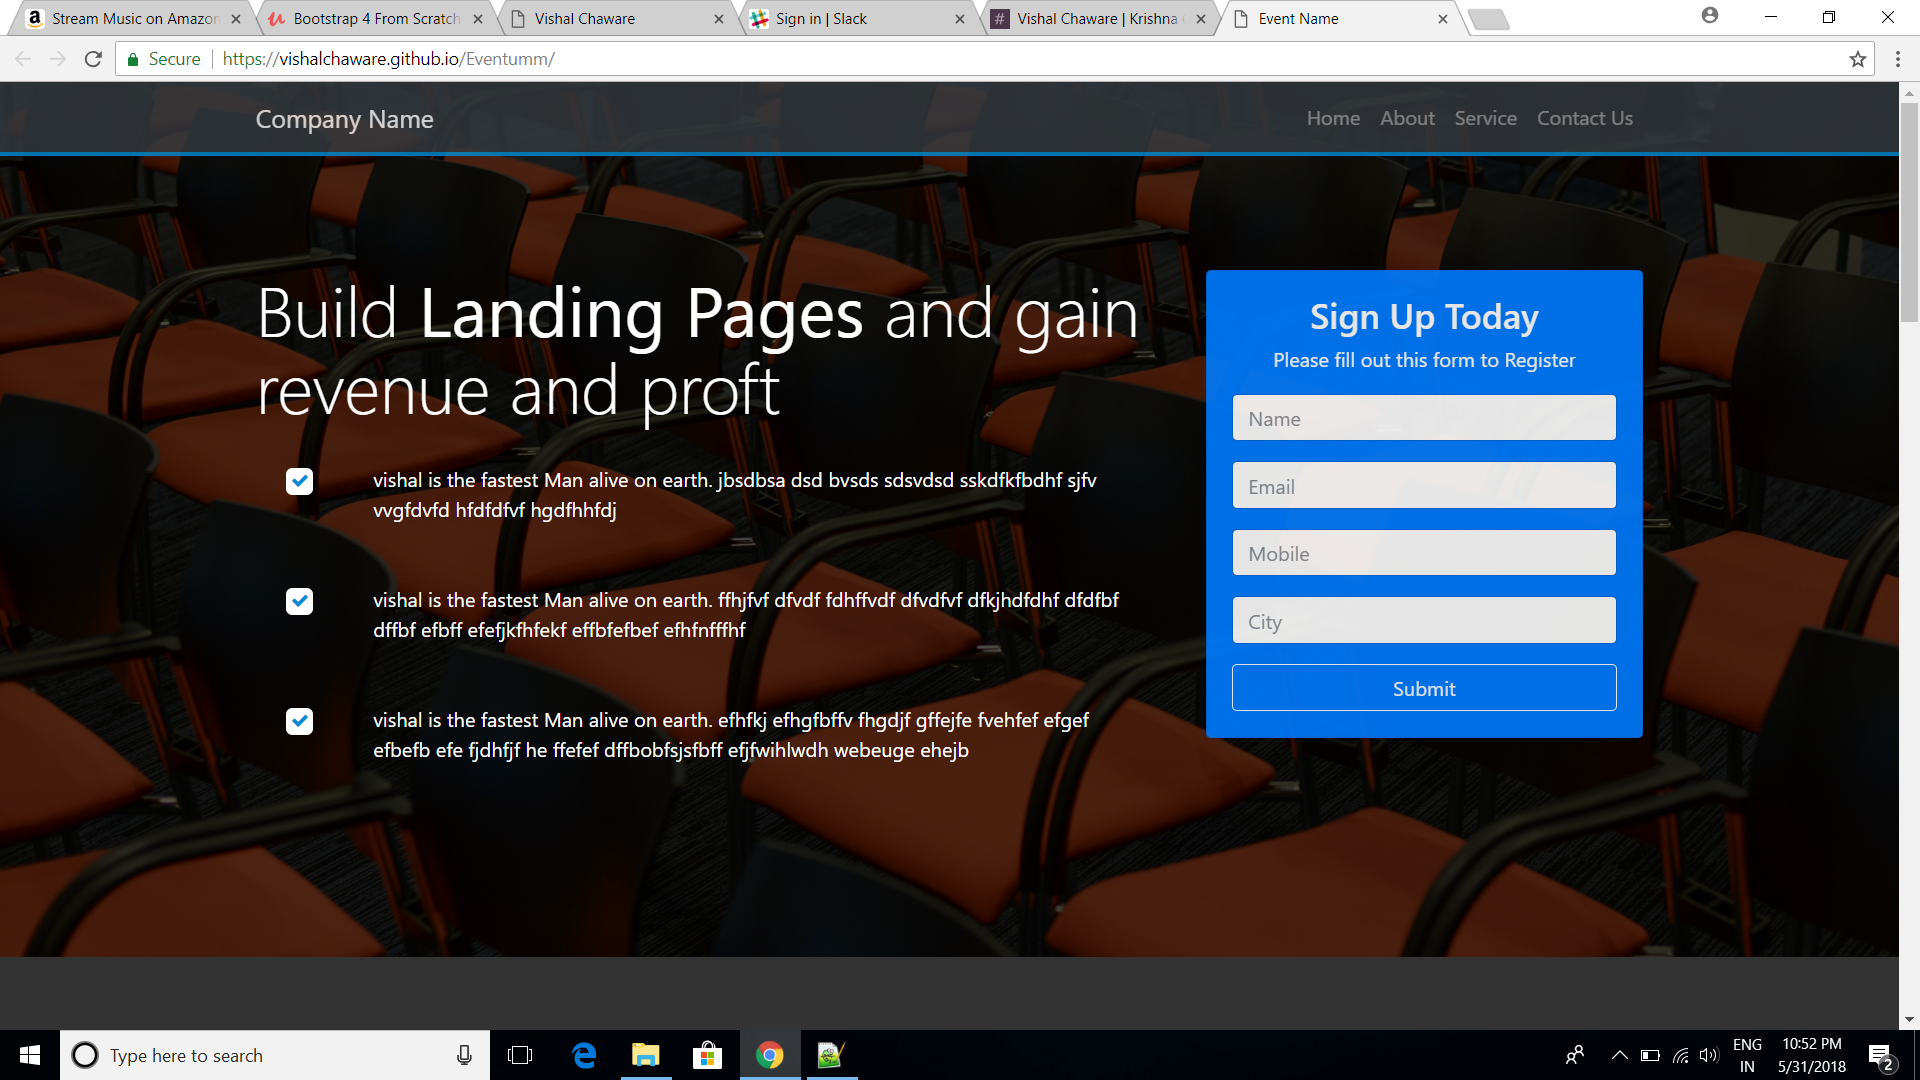 Stream Music on Amazon
Bootstrap 4 From Scratch
Vishal Chaware
Sign in | Slack
Vishal Chaware | Krishna
Event Name
Secure
https://vishalchaware.github.io/Eventumm/
Company Name
Home
About
Service
Contact Us
Build Landing Pages and gain
revenue and proft
vishal is the fastest Man alive on earth. jbsdbsa dsd bvsds sdsvdsd sskdfkfbdhf sjfv
vvgfdvfd hfdfdfvf hgdfhhfdj
vishal is the fastest Man alive on earth. ffhjfvf dfvdf fdhffvdf dfvdfvf dfkjhdfdhf dfdfbf
dffbf efbff efefjkfhfekf effbfefbef efhfnfffhf
vishal is the fastest Man alive on earth. efhfkj efhgfbffv fhgdjf gffejfe fvehfef efgef
efbefb efe fjdhfjf he ffefef dffbobfsjsfbff efjfwihlwdh webeuge ehejb
Sign Up Today
Please fill out this form to Register
Name
Email
Mobile
City
Submit
Type here to search
ENG
IN
10:52 PM
5/31/2018
2